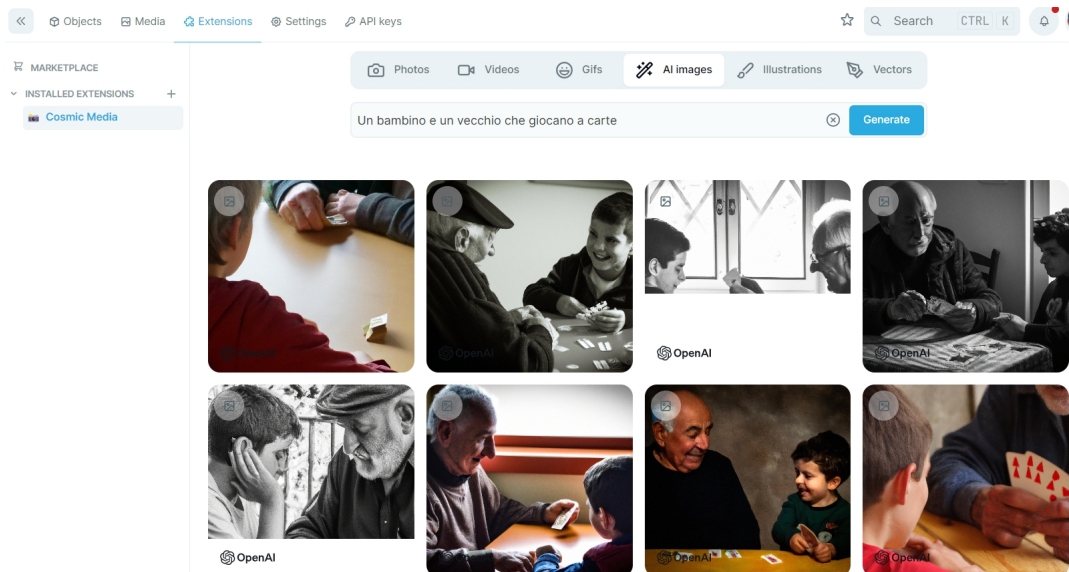 Objects Media Extensions Settings API keys Search CTRL K
MARKETPLACE
INSTALLED EXTENSIONS +
Cosmic Media
Photos Videos Gifs AI images Illustrations Vectors
Un bambino e un vecchio che giocano a carte
Generate
OpenAI
OpenAI
OpenAI
OpenAI
OpenAI
OpenAI
OpenAI
OpenAI